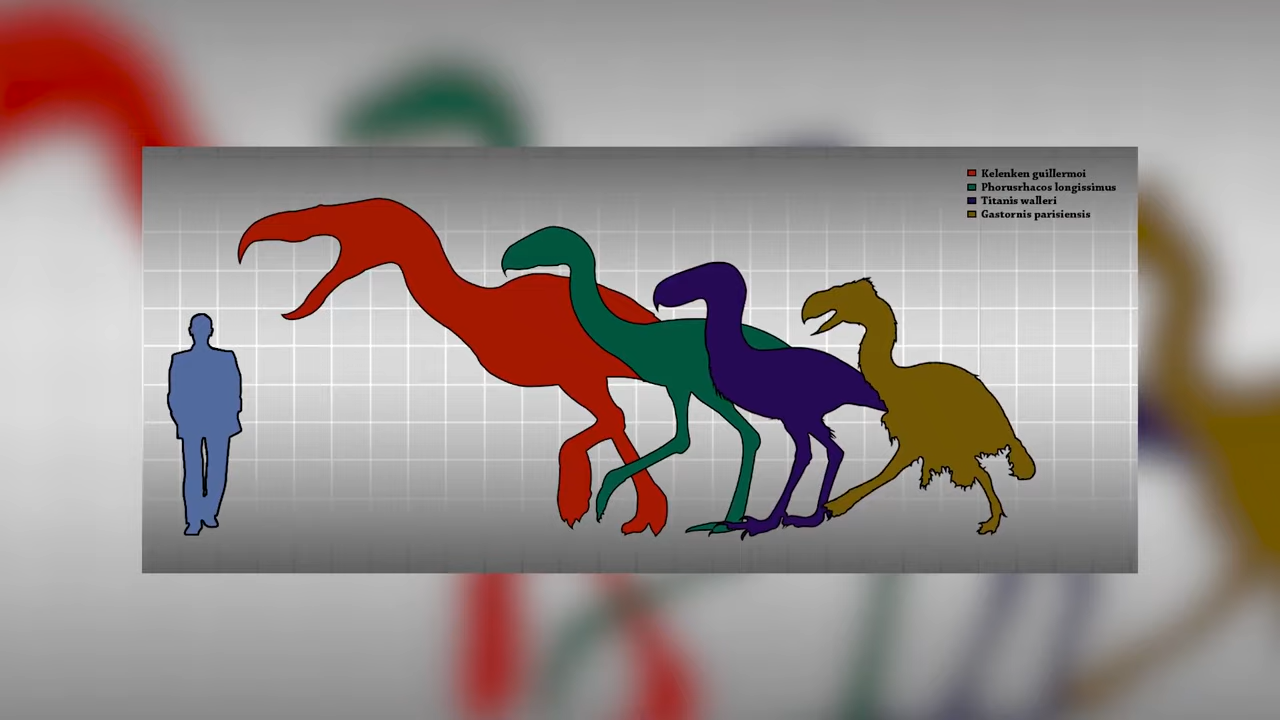 Kelenken guillermoi
Phorusrhacos longissimus
Titanis walleri
Gastornis parisiensis